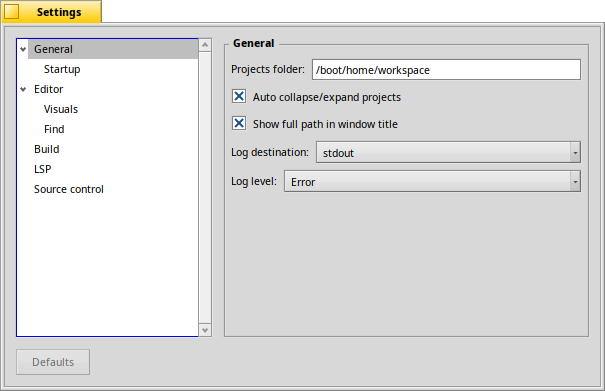 Settings
General
Startup
Editor
Visuals
Find
Build
LSP
Source control
General
Projects folder: /boot/home/workspace
Auto collapse/expand projects
Show full path in window title
Log destination: stdout
Log level: Error
Defaults